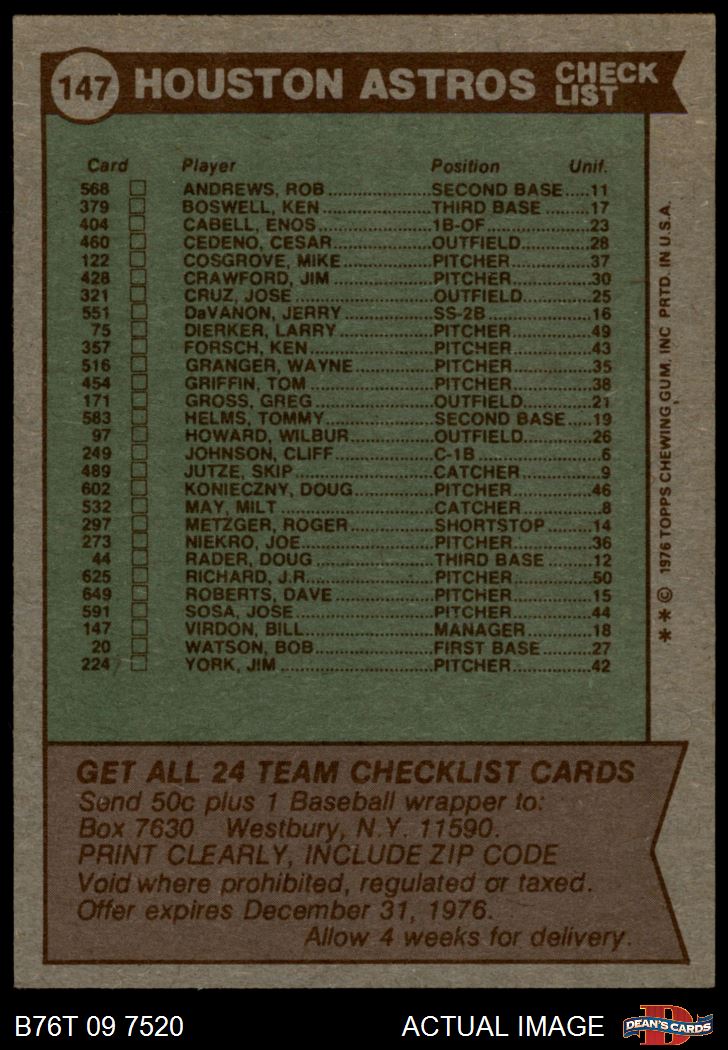 147 HOUSTON ASTROS CHECK LIST
Card Player Position Unif.
568 ANDREWS, ROB SECOND BASE 11
379 BOSWELL, KEN THIRD BASE 17
404 CABELL, ENOS 1B-OF 23
460 CEDENO, CESAR OUTFIELD 28
122 COSGROVE, MIKE PITCHER 37
428 CRAWFORD, JIM PITCHER 30
321 CRUZ, JOSE OUTFIELD 25
551 DaVANON, JERRY SS-2B 16
75 DIERKER, LARRY PITCHER 49
357 FORSCH, KEN PITCHER 43
516 GRANGER, WAYNE PITCHER 35
454 GRIFFIN, TOM PITCHER 38
171 GROSS, GREG OUTFIELD 21
583 HELMS, TOMMY SECOND BASE 19
97 HOWARD, WILBUR OUTFIELD 26
249 JOHNSON, CLIFF C-1B 6
489 JUTZE, SKIP CATCHER 9
602 KONIECZNY, DOUG PITCHER 46
532 MAY, MILT CATCHER 8
297 METZGER, ROGER SHORTSTOP 14
273 NIEKRO, JOE PITCHER 36
44 RADER, DOUG THIRD BASE 12
625 RICHARD, J.R. PITCHER 50
649 ROBERTS, DAVE PITCHER 15
591 SOSA, JOSE PITCHER 44
147 VIRDON, BILL MANAGER 18
20 WATSON, BOB FIRST BASE 27
224 YORK, JIM PITCHER 42
* * © 1976 TOPPS CHEWING GUM, INC PRTD. IN U.S.A.
GET ALL 24 TEAM CHECKLIST CARDS
Send 50c plus 1 Baseball wrapper to:
Box 7630 Westbury, N.Y. 11590.
PRINT CLEARLY, INCLUDE ZIP CODE
Void where prohibited, regulated or taxed.
Offer expires December 31, 1976.
Allow 4 weeks for delivery.
B76T 09 7520 ACTUAL IMAGE DEAN'S CARDS